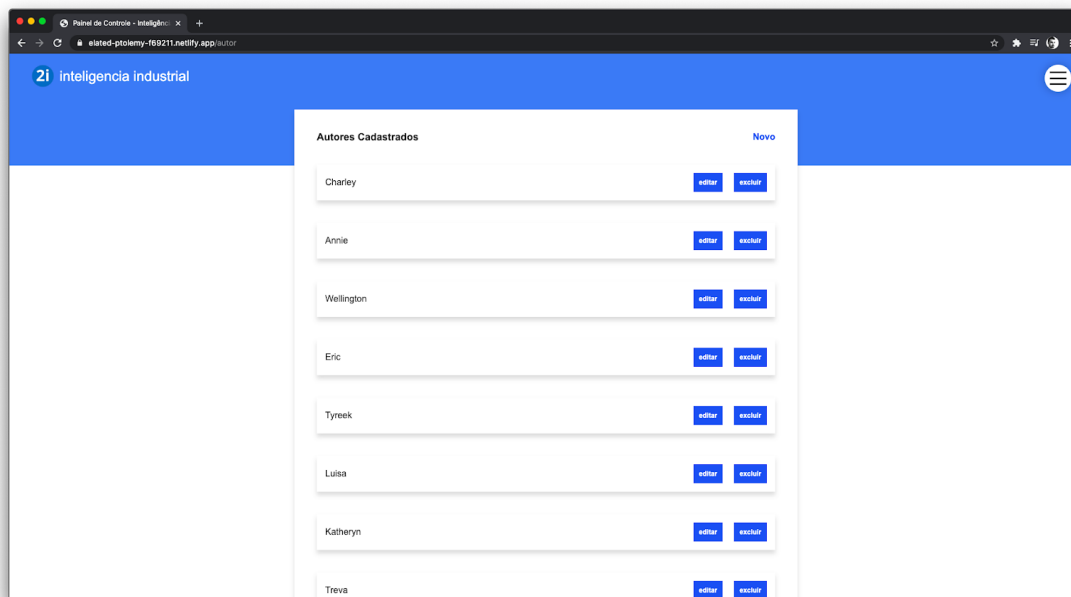 Painel de Controle - Inteligênc
elated-ptolemy-f69211.netlify.app/autor
2i inteligencia industrial
Autores Cadastrados Novo
Charley editar excluir
Annie editar excluir
Wellington editar excluir
Eric editar excluir
Tyreek editar excluir
Luisa editar excluir
Katheryn editar excluir
Treva editar excluir